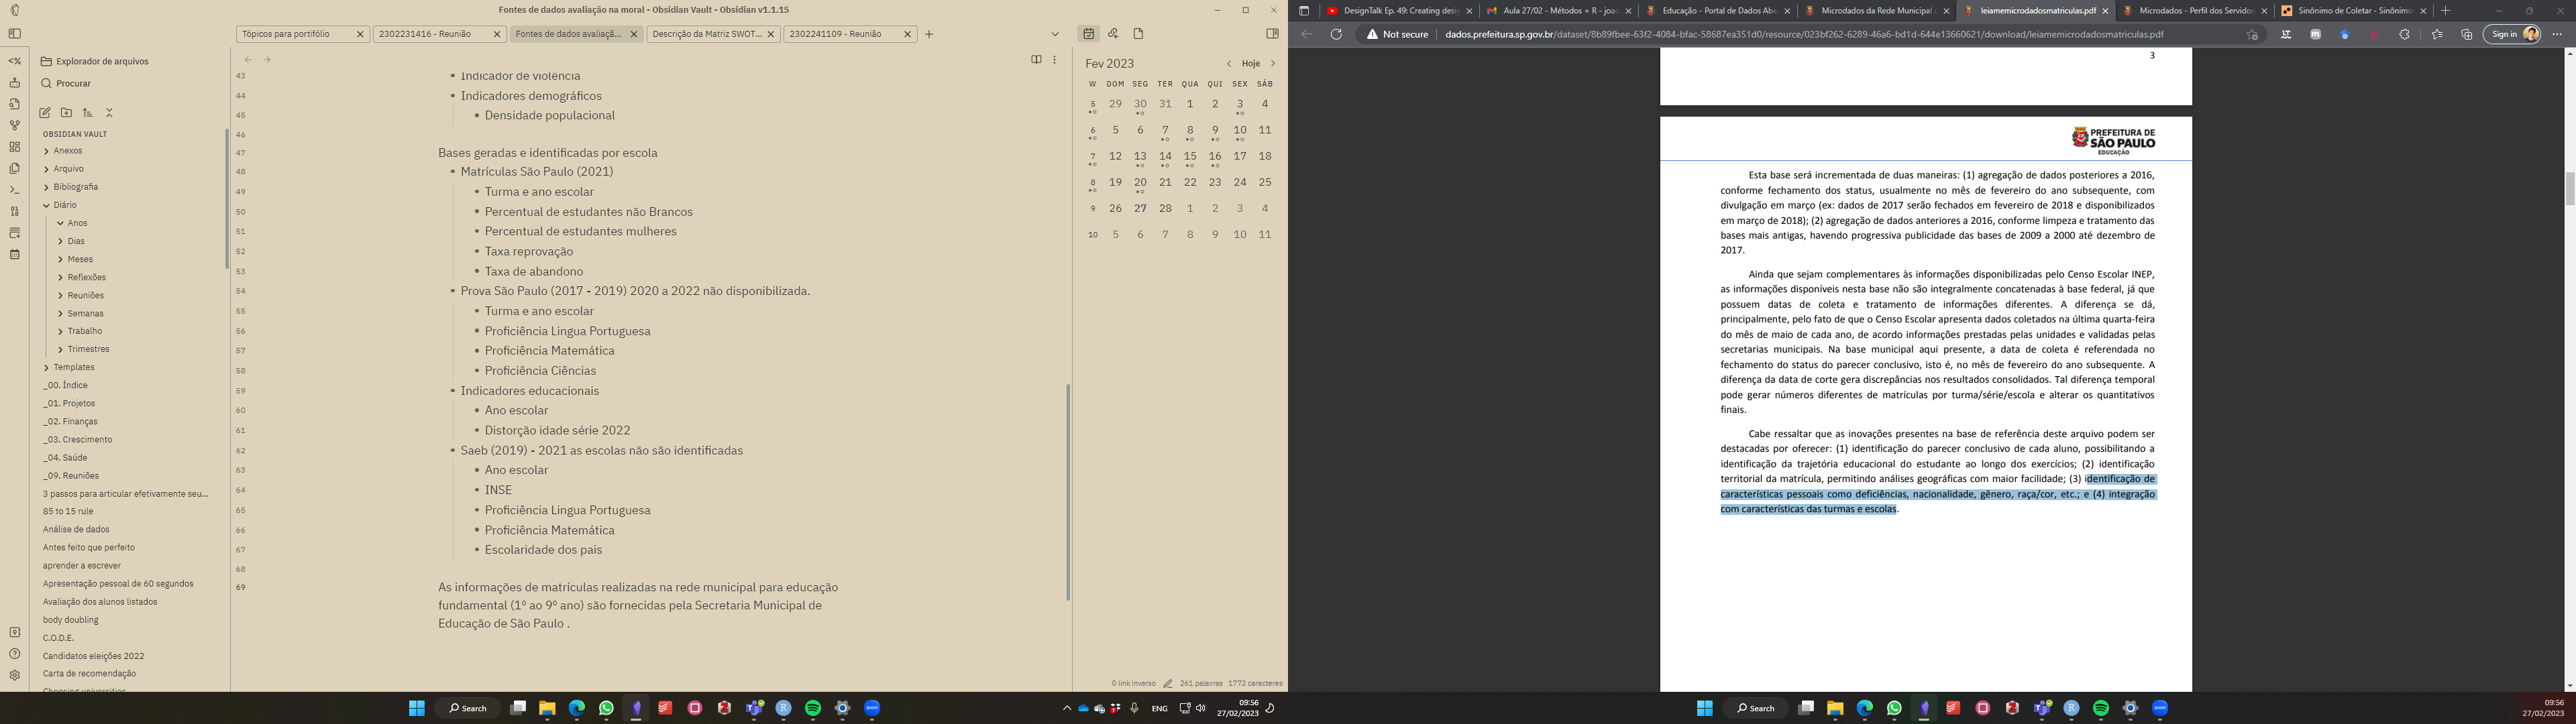 Fontes de dados avaliação na moral - Obsidian Vault - Obsidian v1.1.15
Tópicos para portifólio
2302231416 - Reunião
Fontes de dados avaliaçã...
Descrição da Matriz SWOT...
2302241109 - Reunião
Explorador de arquivos
Procurar
OBSIDIAN VAULT
Anexos
Arquivo
Bibliografia
Diário
Anos
Dias
Meses
Reflexões
Reuniões
Semanas
Trabalho
Trimestres
Templates
_00. Índice
_01. Projetos
_02. Finanças
_03. Crescimento
_04. Saúde
_09. Reuniões
3 passos para articular efetivamente seu...
85 to 15 rule
Análise de dados
Antes feito que perfeito
aprender a escrever
Apresentação pessoal de 60 segundos
Avaliação dos alunos listados
body doubling
C.O.D.E.
Candidatos eleições 2022
Carta de recomendação
Choosing universities
43 Indicador de violência
44 Indicadores demográficos
45 Densidade populacional
46
47 Bases geradas e identificadas por escola
48 Matrículas São Paulo (2021)
49 Turma e ano escolar
50 Percentual de estudantes não Brancos
51 Percentual de estudantes mulheres
52 Taxa reprovação
53 Taxa de abandono
54 Prova São Paulo (2017 - 2019) 2020 a 2022 não disponibilizada.
55 Turma e ano escolar
56 Proficiência Lingua Portuguesa
57 Proficiência Matemática
58 Proficiência Ciências
59 Indicadores educacionais
60 Ano escolar
61 Distorção idade série 2022
62 Saeb (2019) - 2021 as escolas não são identificadas
63 Ano escolar
64 INSE
65 Proficiência Lingua Portuguesa
66 Proficiência Matemática
67 Escolaridade dos pais
68
69 As informações de matrículas realizadas na rede municipal para educação
fundamental (1º ao 9º ano) são fornecidas pela Secretaria Municipal de
Educação de São Paulo .
Fev 2023
Hoje
W DOM SEG TER QUA QUI SEX SÁB
5 29 30 31 1 2 3 4
6 5 6 7 8 9 10 11
7 12 13 14 15 16 17 18
8 19 20 21 22 23 24 25
9 26 27 28 1 2 3 4
10 5 6 7 8 9 10 11
0 link inverso 261 palavras 1772 caracteres
Search
ENG
09:56
27/02/2023
DesignTalk Ep. 49: Creating desi
Aula 27/02 - Métodos + R - joao
Educação - Portal de Dados Abe
Microdados da Rede Municipal
leiamemicrodadosmatriculas.pdf
Microdados - Perfil dos Servidor
Sinônimo de Coletar - Sinônimo
Not secure
dados.prefeitura.sp.gov.br/dataset/8b89fbee-63f2-4084-bfac-58687ea351d0/resource/023bf262-6289-46a6-bd1d-644e13660621/download/leiamemicrodadosmatriculas.pdf
Sign in
3
PREFEITURA DE
SÃO PAULO
EDUCAÇÃO
Esta base será incrementada de duas maneiras: (1) agregação de dados posteriores a 2016,
conforme fechamento dos status, usualmente no mês de fevereiro do ano subsequente, com
divulgação em março (ex: dados de 2017 serão fechados em fevereiro de 2018 e disponibilizados
em março de 2018); (2) agregação de dados anteriores a 2016, conforme limpeza e tratamento das
bases mais antigas, havendo progressiva publicidade das bases de 2009 a 2000 até dezembro de
2017.
Ainda que sejam complementares às informações disponibilizadas pelo Censo Escolar INEP,
as informações disponíveis nesta base não são integralmente concatenadas à base federal, já que
possuem datas de coleta e tratamento de informações diferentes. A diferença se dá,
principalmente, pelo fato de que o Censo Escolar apresenta dados coletados na última quarta-feira
do mês de maio de cada ano, de acordo informações prestadas pelas unidades e validadas pelas
secretarias municipais. Na base municipal aqui presente, a data de coleta é referendada no
fechamento do status do parecer conclusivo, isto é, no mês de fevereiro do ano subsequente. A
diferença da data de corte gera discrepâncias nos resultados consolidados. Tal diferença temporal
pode gerar números diferentes de matrículas por turma/série/escola e alterar os quantitativos
finais.
Cabe ressaltar que as inovações presentes na base de referência deste arquivo podem ser
destacadas por oferecer: (1) identificação do parecer conclusivo de cada aluno, possibilitando a
identificação da trajetória educacional do estudante ao longo dos exercícios; (2) identificação
territorial da matrícula, permitindo análises geográficas com maior facilidade; (3) identificação de
características pessoais como deficiências, nacionalidade, gênero, raça/cor, etc.; e (4) integração
com características das turmas e escolas.
Search
09:56
27/02/2023